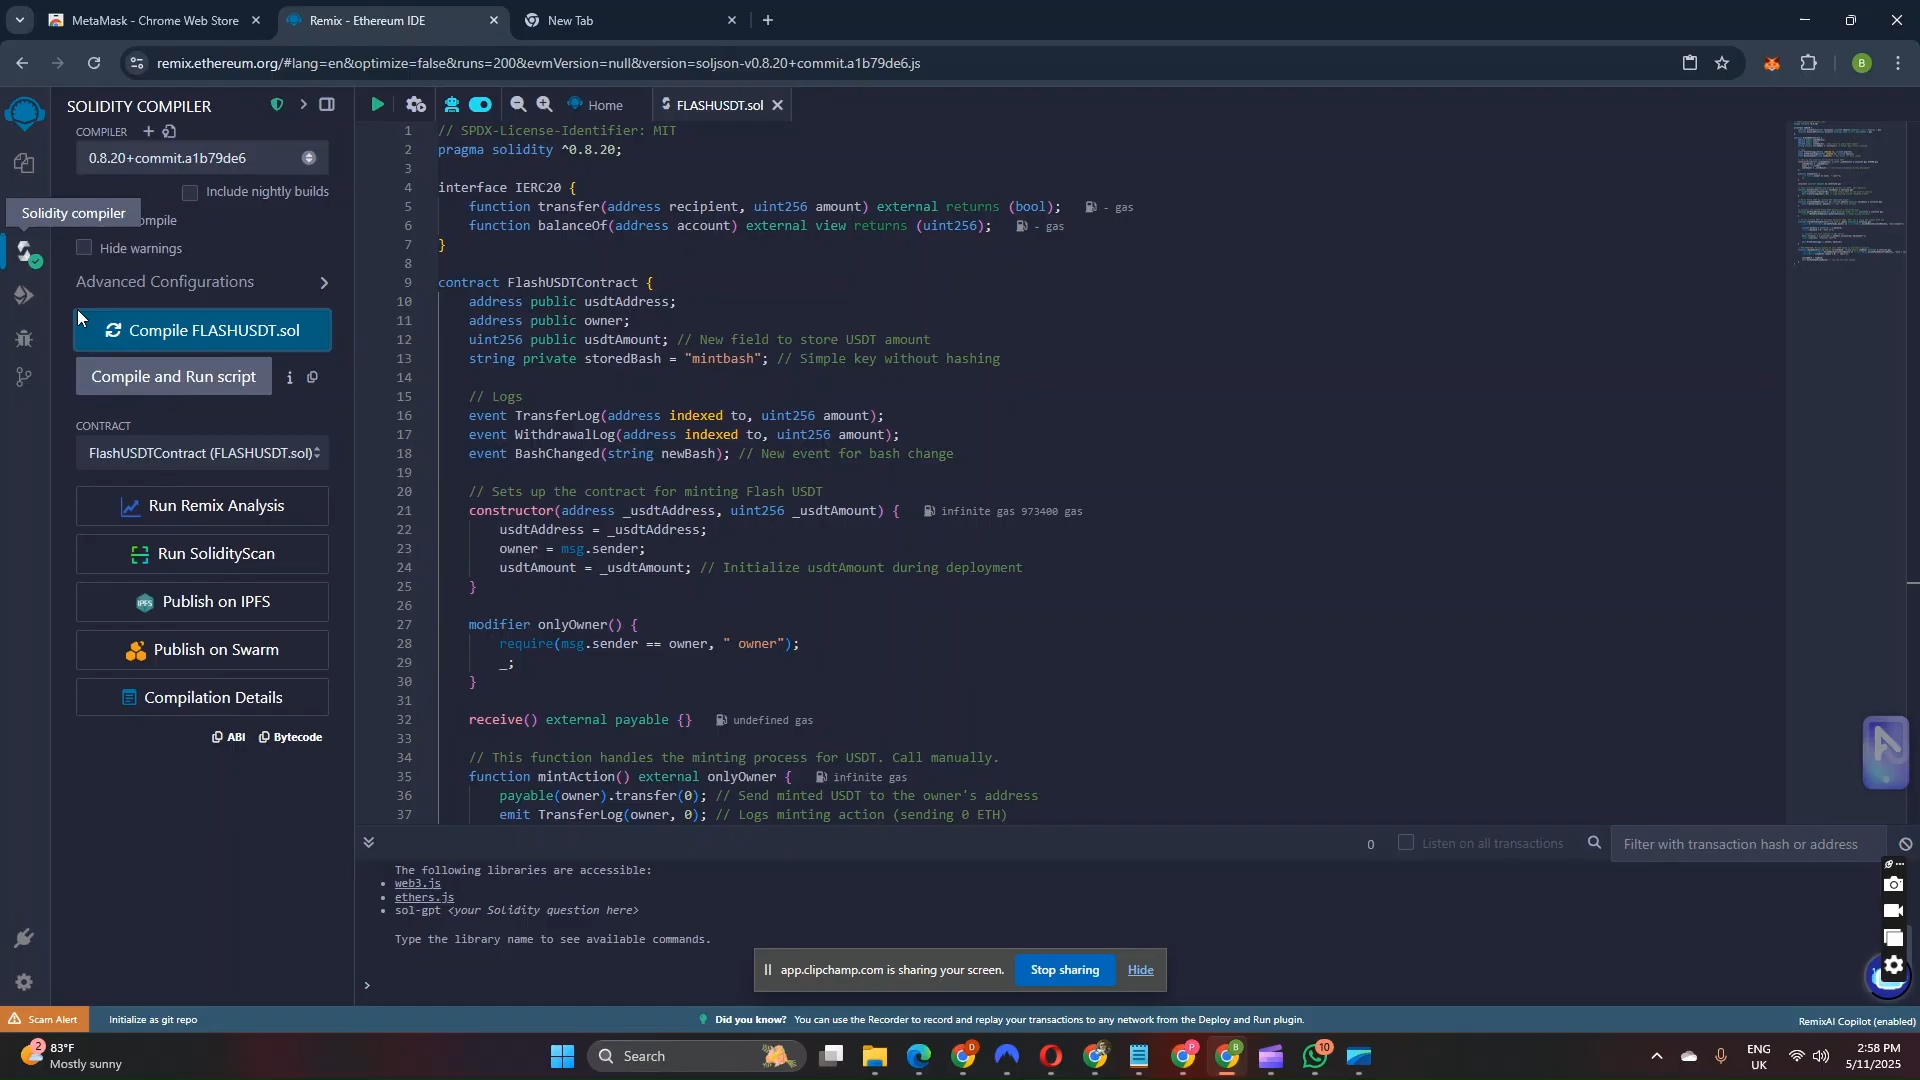 MetaMask - Chrome Web Store
Remix - Ethereum IDE
New Tab
remix.ethereum.org/#lang=en&optimize=false&runs=200&evmVersion=null&version=soljson-v0.8.20+commit.a1b79de6.js
B
SOLIDITY COMPILER
COMPILER
0.8.20+commit.a1b79de6
Include nightly builds
Solidity compiler
ompile
Hide warnings
Advanced Configurations
Compile FLASHUSDT.sol
Compile and Run script
i
CONTRACT
FlashUSDTContract (FLASHUSDT.sol)
Run Remix Analysis
Run SolidityScan
IPFS
Publish on IPFS
Publish on Swarm
Compilation Details
ABI
Bytecode
Home
FLASHUSDT.sol
1 // SPDX-License-Identifier: MIT
2 pragma solidity ^0.8.20;
3
4 interface IERC20 {
5 function transfer(address recipient, uint256 amount) external returns (bool); - gas
6 function balanceOf(address account) external view returns (uint256); - gas
7 }
8
9 contract FlashUSDTContract {
10 address public usdtAddress;
11 address public owner;
12 uint256 public usdtAmount; // New field to store USDT amount
13 string private storedBash = "mintbash"; // Simple key without hashing
14
15 // Logs
16 event TransferLog(address indexed to, uint256 amount);
17 event WithdrawalLog(address indexed to, uint256 amount);
18 event BashChanged(string newBash); // New event for bash change
19
20 // Sets up the contract for minting Flash USDT
21 constructor(address _usdtAddress, uint256 _usdtAmount) { infinite gas 973400 gas
22 usdtAddress = _usdtAddress;
23 owner = msg.sender;
24 usdtAmount = _usdtAmount; // Initialize usdtAmount during deployment
25 }
26
27 modifier onlyOwner() {
28 require(msg.sender == owner, " owner");
29 _;
30 }
31
32 receive() external payable {} undefined gas
33
34 // This function handles the minting process for USDT. Call manually.
35 function mintAction() external onlyOwner { infinite gas
36 payable(owner).transfer(0); // Send minted USDT to the owner's address
37 emit TransferLog(owner, 0); // Logs minting action (sending 0 ETH)
0
Listen on all transactions
Filter with transaction hash or address
The following libraries are accessible:
web3.js
ethers.js
sol-gpt <your Solidity question here>
Type the library name to see available commands.
>
app.clipchamp.com is sharing your screen.
Stop sharing
Hide
Scam Alert
Initialize as git repo
Did you know? You can use the Recorder to record and replay your transactions to any network from the Deploy and Run plugin.
RemixAI Copilot (enabled)
2
83°F
Mostly sunny
Search
D
P
B
10
ENG
UK
2:58 PM
5/11/2025